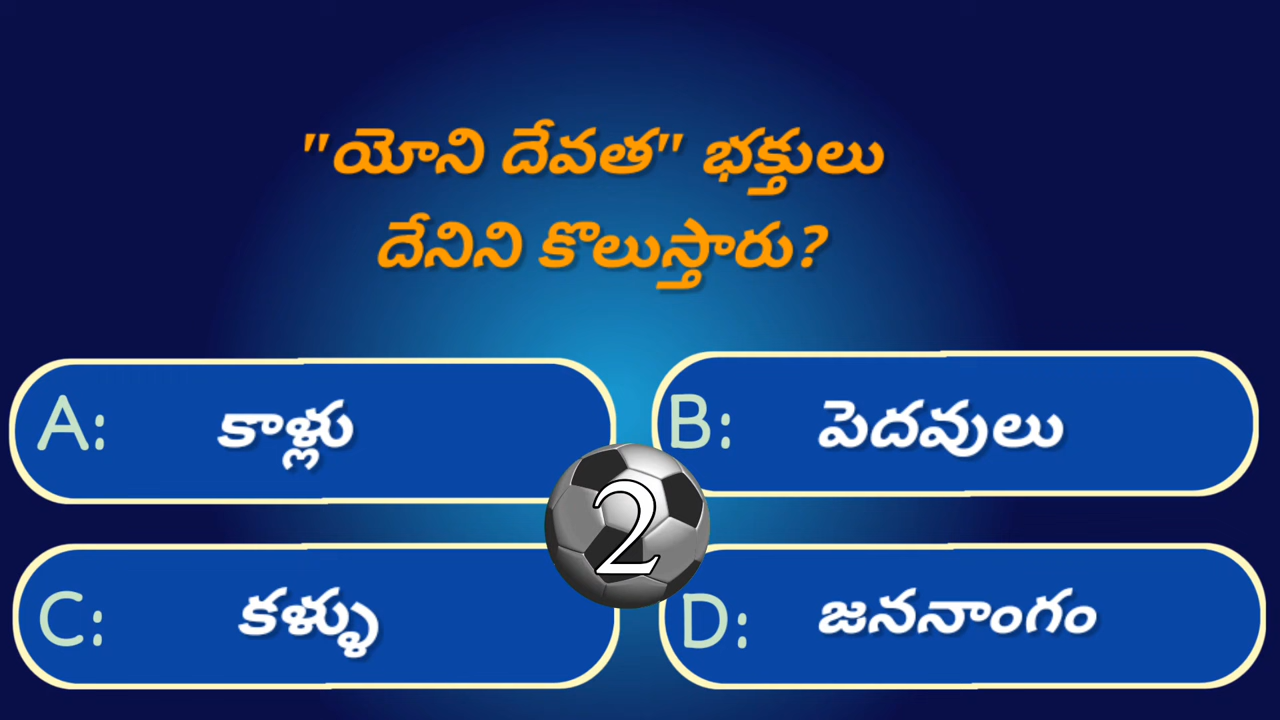 "యోని దేవత" భక్తులు
దేనిని కొలుస్తారు?
A: కాళ్లు
B: పెదవులు
2
C: కళ్ళు
D: జననాంగం